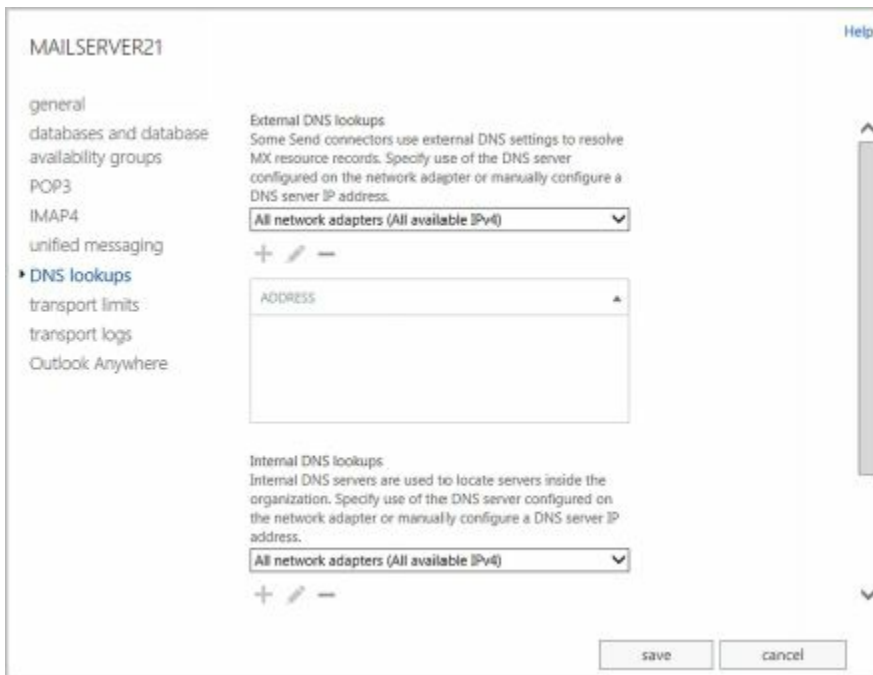 Help
MAILSERVER21
general
databases and database
availability groups
POP3
IMAP4
unified messaging
DNS lookups
transport limits
transport logs
Outlook Anywhere
External DNS lookups
Some Send connectors use external DNS settings to resolve
MX resource records. Specify use of the DNS server
configured on the network adapter or manually configure a
DNS server IP address.
All network adapters (All available IPv4)
ADDRESS
Internal DNS lookups
Internal DNS servers are used to locate servers inside the
organization. Specify use of the DNS server configured on
the network adapter or manually configure a DNS server IP
address.
All network adapters (All available IPv4)
save
cancel